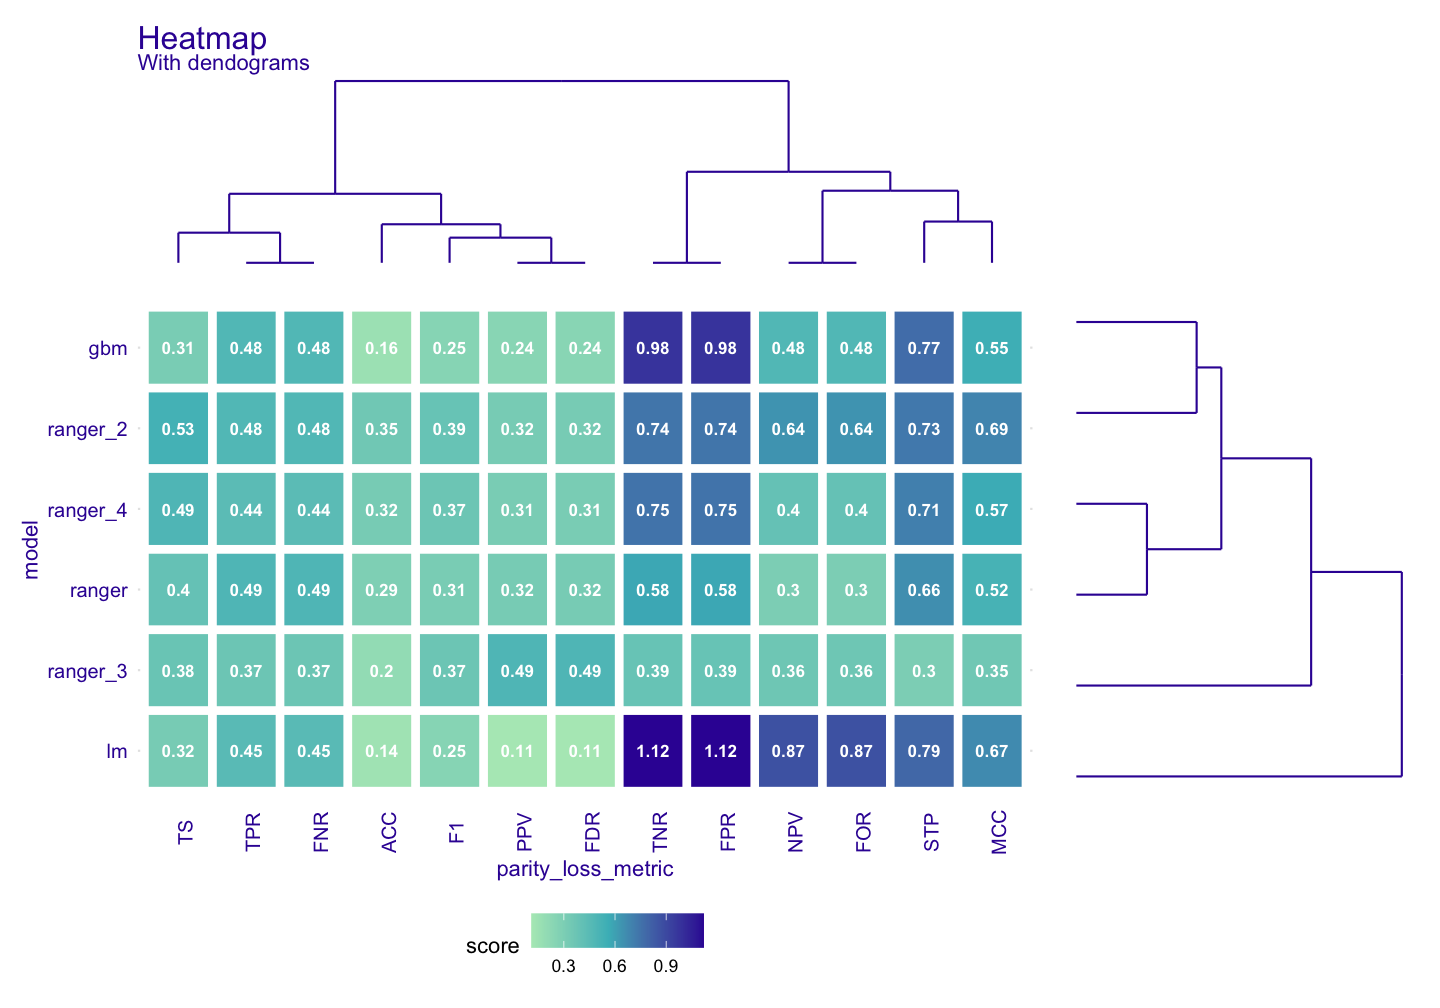 Heatmap
With dendograms
gbm 0.31 0.48 0.48 0.16 0.25 0.24 0.24 0.98 0.98 0.48 0.48 0.77 0.55
ranger_2 0.53 0.48 0.48 0.35 0.39 0.32 0.32 0.74 0.74 0.64 0.64 0.73 0.69
ranger_4 0.49 0.44 0.44 0.32 0.37 0.31 0.31 0.75 0.75 0.4 0.4 0.71 0.57
model
ranger 0.4 0.49 0.49 0.29 0.31 0.32 0.32 0.58 0.58 0.3 0.3 0.66 0.52
ranger_3 0.38 0.37 0.37 0.2 0.37 0.49 0.49 0.39 0.39 0.36 0.36 0.3 0.35
lm 0.32 0.45 0.45 0.14 0.25 0.11 0.11 1.12 1.12 0.87 0.87 0.79 0.67
TS TPR FNR ACC F1 PPV FDR TNR FPR NPV FOR STP MCC
parity_loss_metric
score
0.3 0.6 0.9